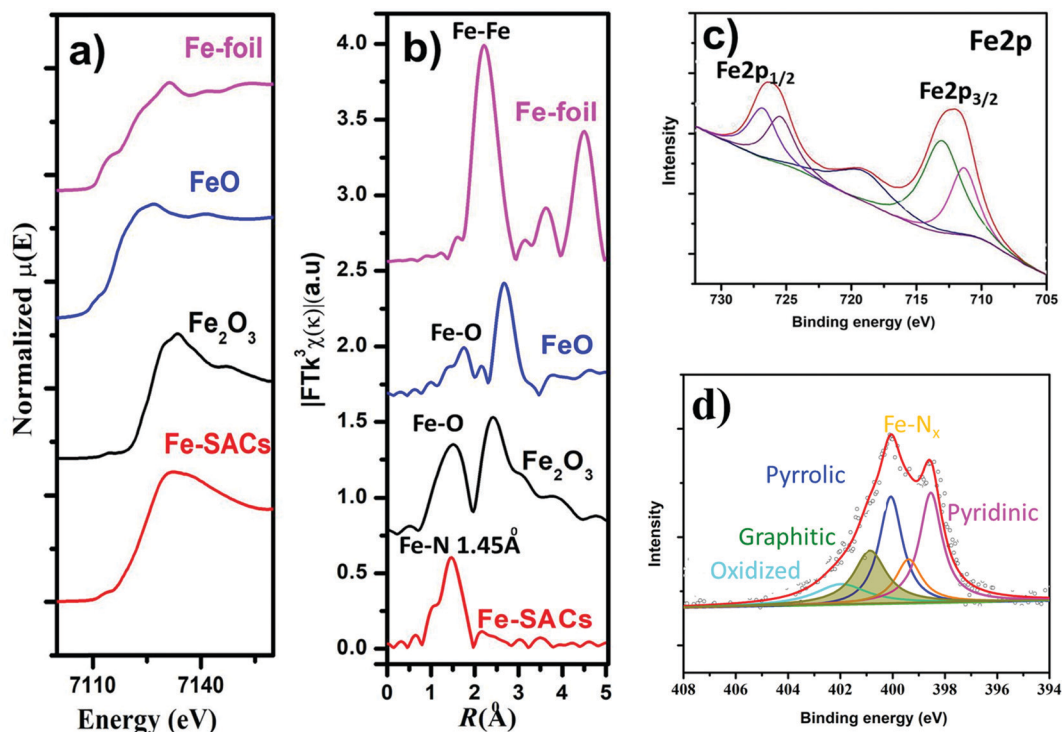 a)
Fe-foil
FeO
Fe₂O₃
Fe-SACs
Normalized μ(E)
7110 7140
Energy (eV)
b)
Fe-Fe
Fe-foil
Fe-O
FeO
Fe-O
Fe₂O₃
Fe-N 1.45Å
Fe-SACs
4.0
3.5
3.0
2.5
2.0
1.5
1.0
0.5
0.0
|FTk³χ(κ)|(a.u)
0 1 2 3 4 5
R(Å)
c)
Fe2p
Fe2p₁/₂
Fe2p₃/₂
Intensity
730 725 720 715 710 705
Binding energy (eV)
d)
Fe-Nₓ
Pyrrolic
Pyridinic
Graphitic
Oxidized
Intensity
408 406 404 402 400 398 396 394
Binding energy (eV)